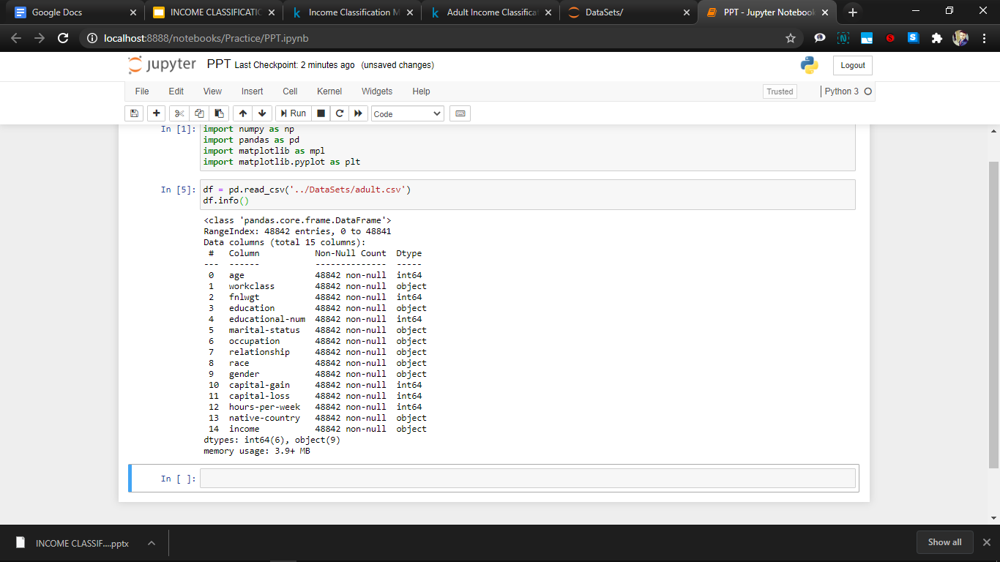 Google Docs
INCOME CLASSIFICATIO
Income Classification M
Adult Income Classificat
DataSets/
PPT - Jupyter Notebook
localhost:8888/notebooks/Practice/PPT.ipynb
jupyter PPT Last Checkpoint: 2 minutes ago (unsaved changes)
Logout
File Edit View Insert Cell Kernel Widgets Help
Trusted
Python 3
Run
Code
In [1]: import numpy as np
import pandas as pd
import matplotlib as mpl
import matplotlib.pyplot as plt
In [5]: df = pd.read_csv('../DataSets/adult.csv')
df.info()
<class 'pandas.core.frame.DataFrame'>
RangeIndex: 48842 entries, 0 to 48841
Data columns (total 15 columns):
 #   Column           Non-Null Count  Dtype
---  ------           --------------  -----
 0   age              48842 non-null  int64
 1   workclass        48842 non-null  object
 2   fnlwgt           48842 non-null  int64
 3   education        48842 non-null  object
 4   educational-num  48842 non-null  int64
 5   marital-status   48842 non-null  object
 6   occupation       48842 non-null  object
 7   relationship     48842 non-null  object
 8   race             48842 non-null  object
 9   gender           48842 non-null  object
 10  capital-gain     48842 non-null  int64
 11  capital-loss     48842 non-null  int64
 12  hours-per-week   48842 non-null  int64
 13  native-country   48842 non-null  object
 14  income           48842 non-null  object
dtypes: int64(6), object(9)
memory usage: 3.9+ MB
In [ ]:
INCOME CLASSIF....pptx
Show all